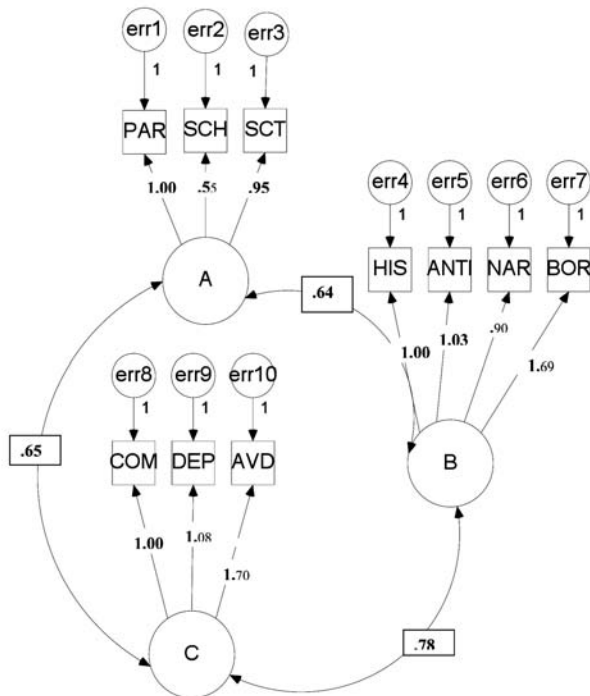 err1 err2 err3
1 1 1
PAR SCH SCT
1.00 .55 .95
A
err4 err5 err6 err7
1 1 1 1
HIS ANTI NAR BOR
.64
1.00 1.03 .90 1.69
B
err8 err9 err10
1 1 1
COM DEP AVD
.65
1.00 1.08 1.70
C
.78